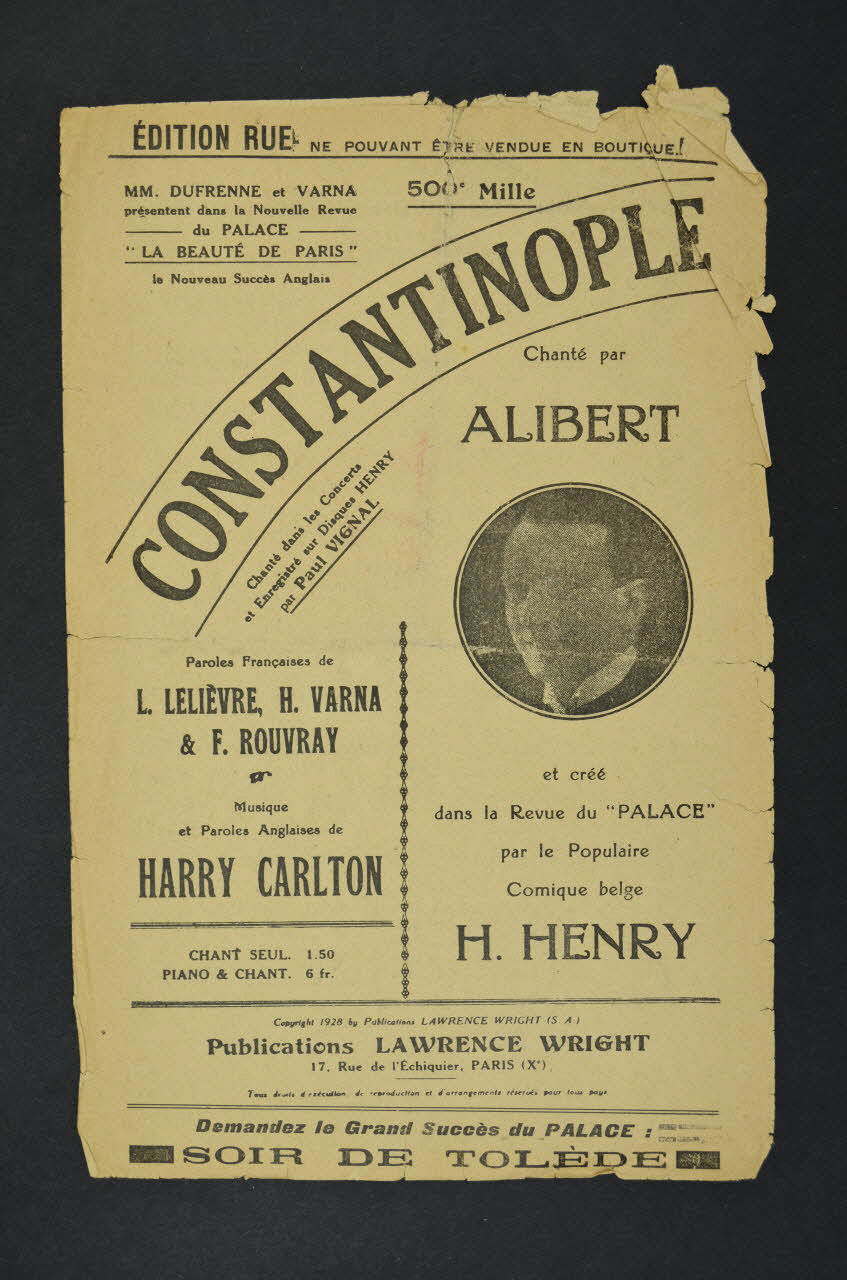 ÉDITION RUE NE POUVANT ÊTRE VENDUE EN BOUTIQUE!
MM. DUFRENNE et VARNA
présentent dans la Nouvelle Revue
du PALACE
"LA BEAUTÉ DE PARIS"
le Nouveau Succès Anglais
500e Mille
CONSTANTINOPLE
Chanté dans les Concerts
et Enregistré sur Disques HENRY
par Paul VIGNAL
Chanté par
ALIBERT
Paroles Françaises de
L. LELIÈVRE, H. VARNA
& F. ROUVRAY
Musique
et Paroles Anglaises de
HARRY CARLTON
CHANT SEUL. 1.50
PIANO & CHANT. 6 fr.
et créé
dans la Revue du "PALACE"
par le Populaire
Comique belge
H. HENRY
Copyright 1928 by Publications LAWRENCE WRIGHT (S A)
Publications LAWRENCE WRIGHT
17, Rue de l'Échiquier, PARIS (Xe)
Tous droits d'exécution, de reproduction et d'arrangements réservés pour tous pays
Demandez le Grand Succès du PALACE :
SOIR DE TOLÈDE